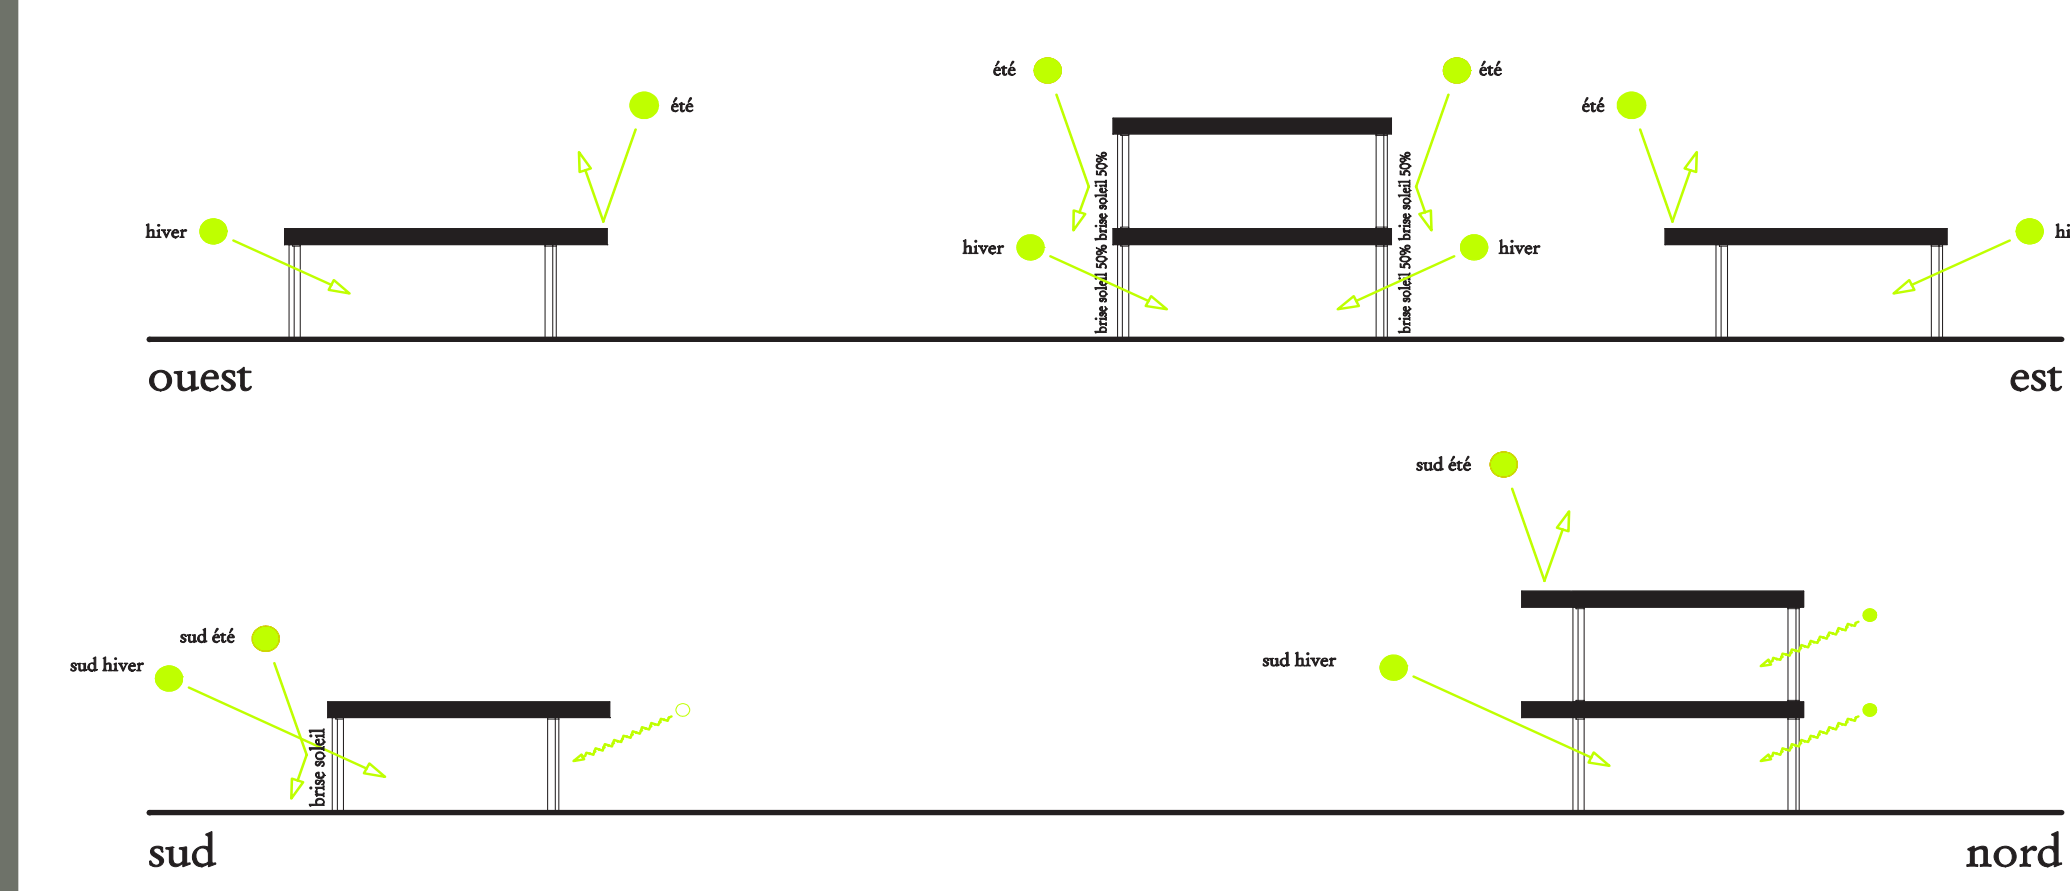 été
été
été
été
hiver
hiver
hiver
hi
brise soleil 50% brise soleil 50%
brise soleil 50% brise soleil 50%
ouest
est
sud été
sud été
sud hiver
sud hiver
brise soleil
sud
nord